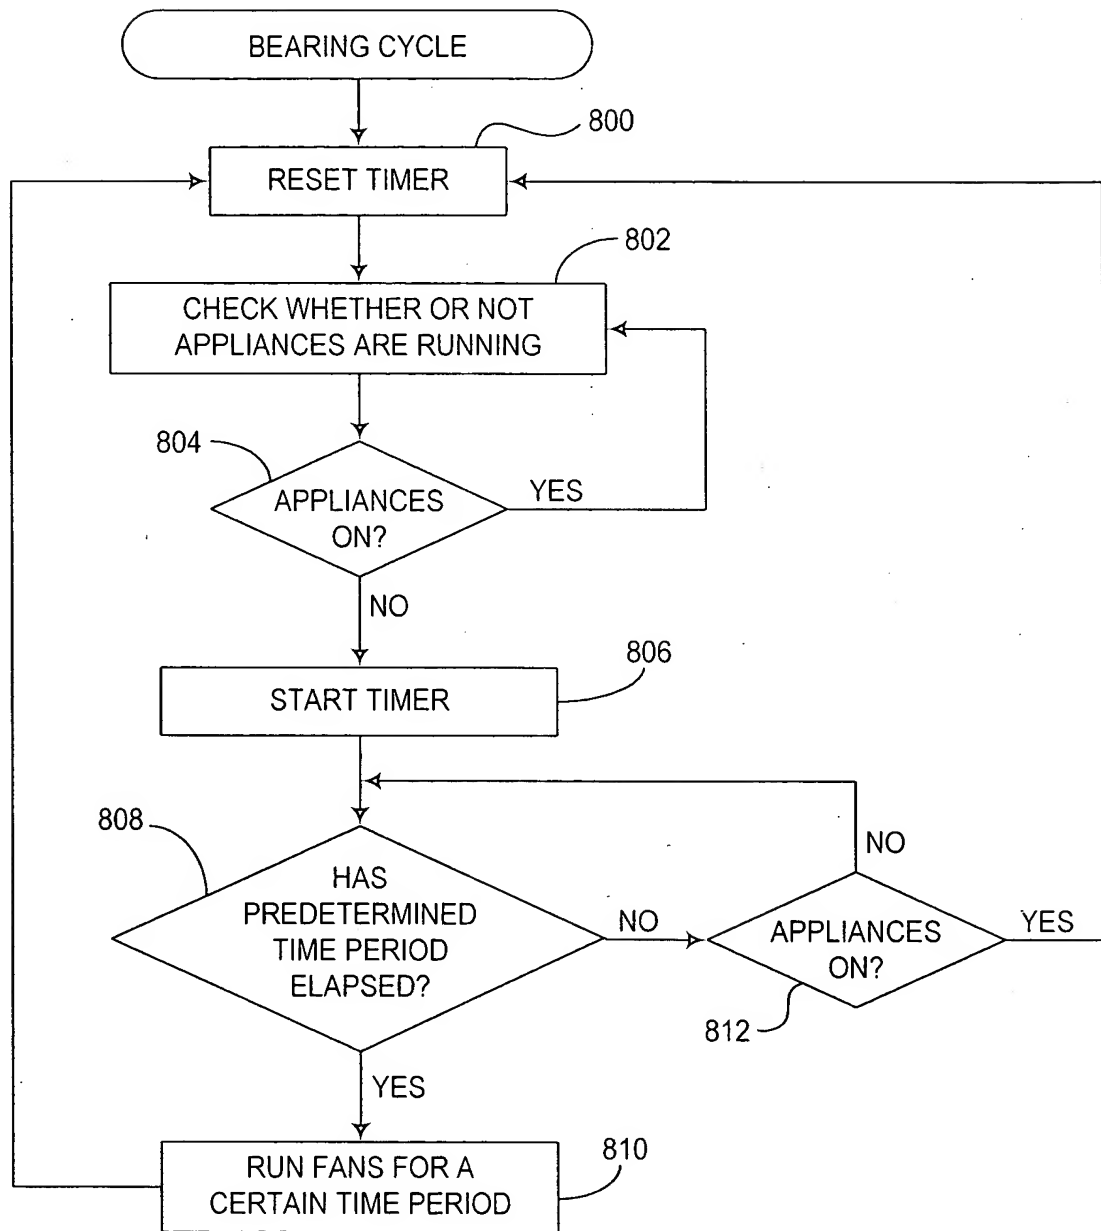 BEARING CYCLE
800
RESET TIMER
802
CHECK WHETHER OR NOT
APPLIANCES ARE RUNNING
804
APPLIANCES
ON?
YES
NO
806
START TIMER
808
HAS
PREDETERMINED
TIME PERIOD
ELAPSED?
NO
NO
APPLIANCES
ON?
YES
812
YES
810
RUN FANS FOR A
CERTAIN TIME PERIOD